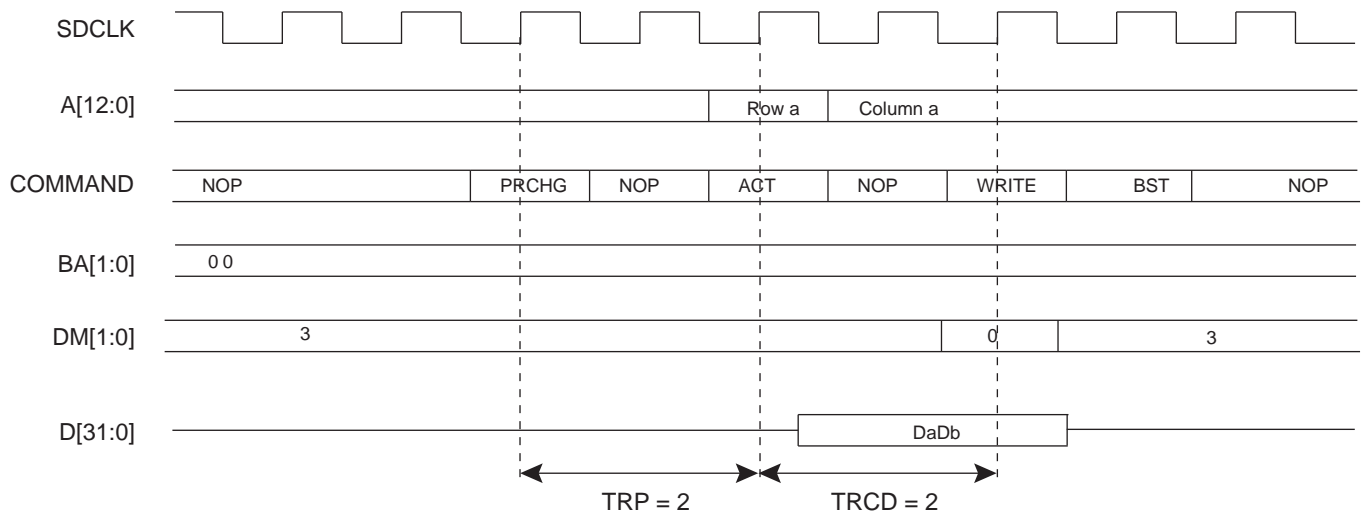 SDCLK
A[12:0] Row a Column a
COMMAND NOP PRCHG NOP ACT NOP WRITE BST NOP
BA[1:0] 0 0
DM[1:0] 3 0 3
D[31:0] DaDb
TRP = 2 TRCD = 2